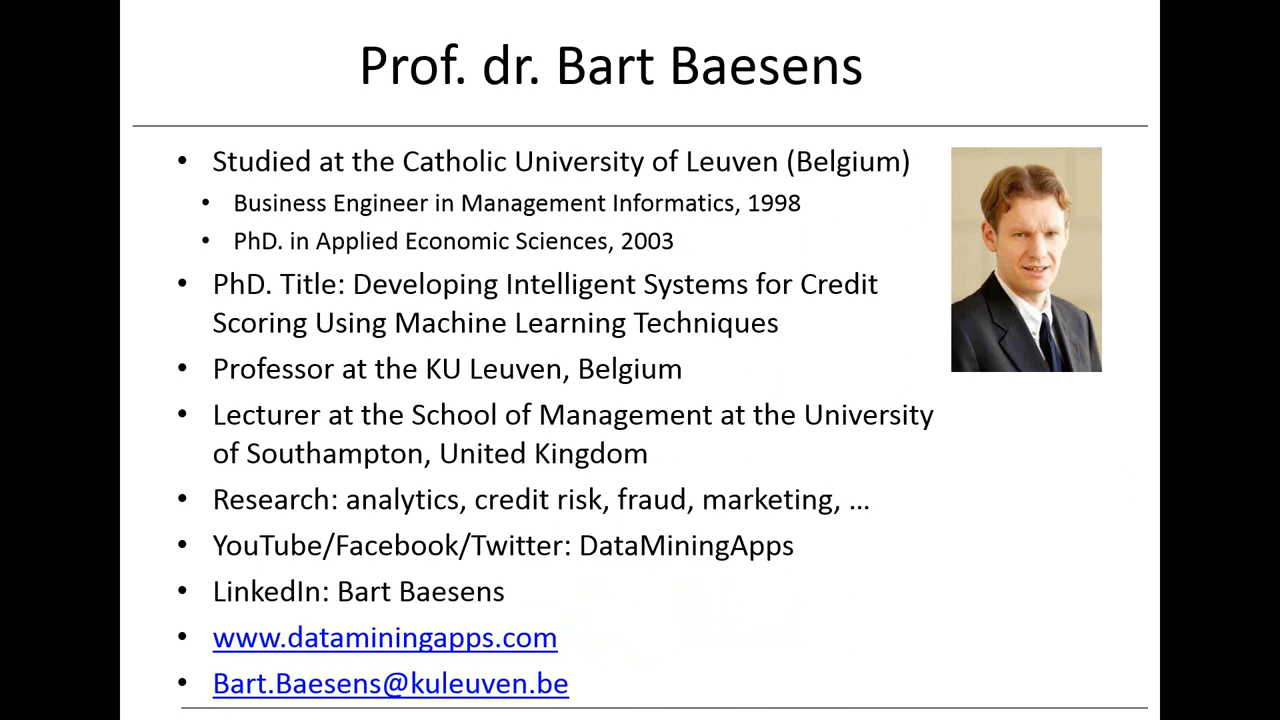 Prof. dr. Bart Baesens
• Studied at the Catholic University of Leuven (Belgium)
• Business Engineer in Management Informatics, 1998
• PhD. in Applied Economic Sciences, 2003
• PhD. Title: Developing Intelligent Systems for Credit
Scoring Using Machine Learning Techniques
• Professor at the KU Leuven, Belgium
• Lecturer at the School of Management at the University
of Southampton, United Kingdom
• Research: analytics, credit risk, fraud, marketing, …
• YouTube/Facebook/Twitter: DataMiningApps
• LinkedIn: Bart Baesens
• www.dataminingapps.com
• Bart.Baesens@kuleuven.be